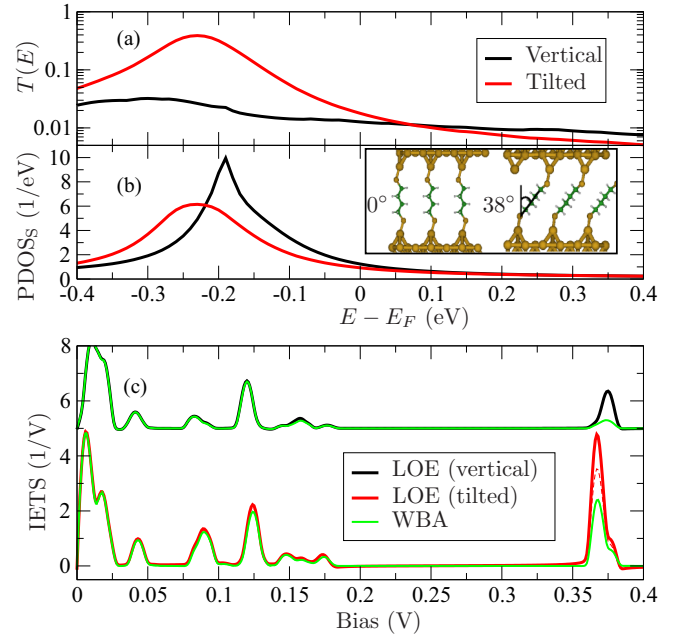 1
0.1
0.01
T(E)
(a)
Vertical
Tilted
10
8
6
4
2
0
PDOS_S (1/eV)
(b)
0°
38°
-0.4 -0.3 -0.2 -0.1 0 0.1 0.2 0.3 0.4
E − E_F (eV)
8
6
4
2
0
IETS (1/V)
(c)
LOE (vertical)
LOE (tilted)
WBA
0 0.05 0.1 0.15 0.2 0.25 0.3 0.35 0.4
Bias (V)